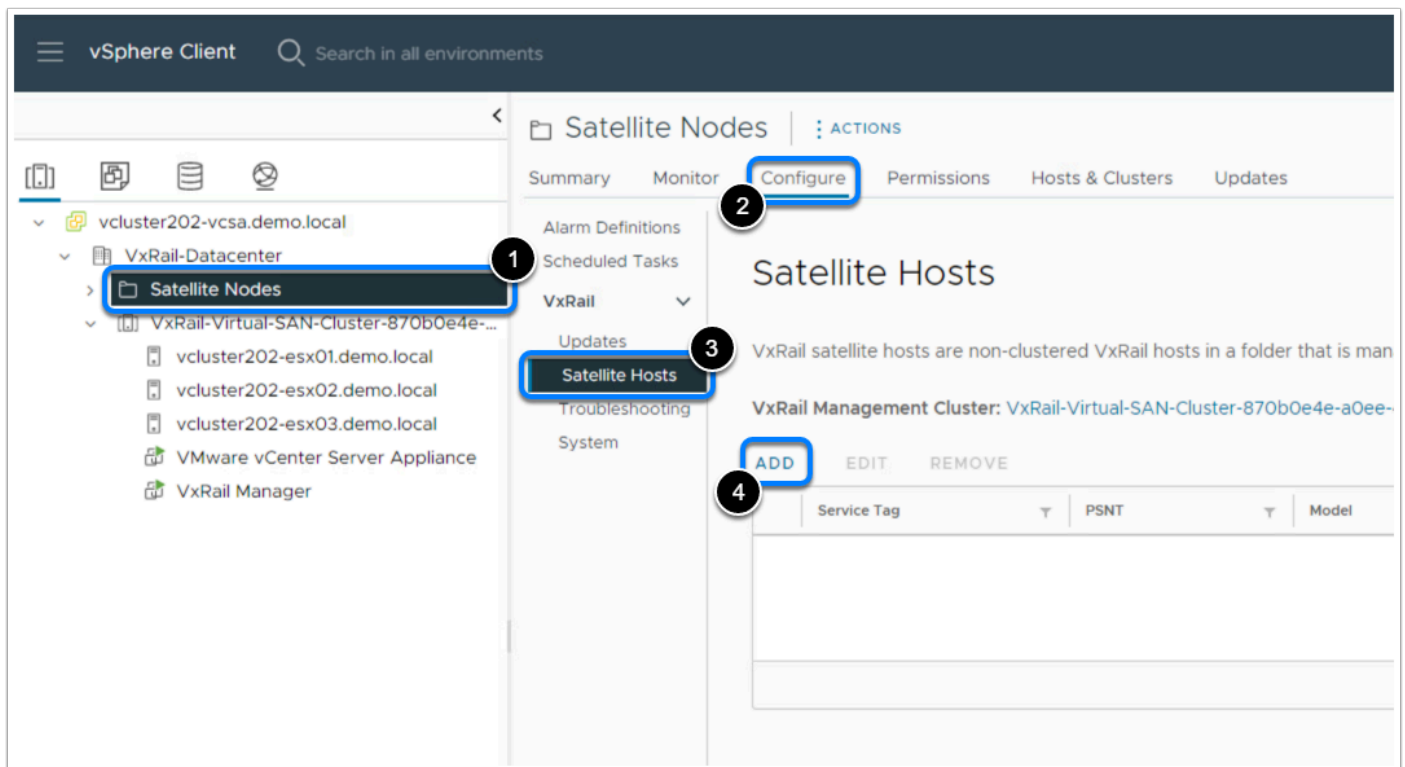 vSphere Client
Search in all environments
Satellite Nodes
ACTIONS
Summary Monitor Configure Permissions Hosts & Clusters Updates
2
vcluster202-vcsa.demo.local
VxRail-Datacenter
1
Satellite Nodes
VxRail-Virtual-SAN-Cluster-870b0e4e-...
vcluster202-esx01.demo.local
vcluster202-esx02.demo.local
vcluster202-esx03.demo.local
VMware vCenter Server Appliance
VxRail Manager
Alarm Definitions
Scheduled Tasks
VxRail
Updates
3
Satellite Hosts
Troubleshooting
System
Satellite Hosts
VxRail satellite hosts are non-clustered VxRail hosts in a folder that is man
VxRail Management Cluster: VxRail-Virtual-SAN-Cluster-870b0e4e-a0ee-
ADD EDIT REMOVE
4
Service Tag PSNT Model